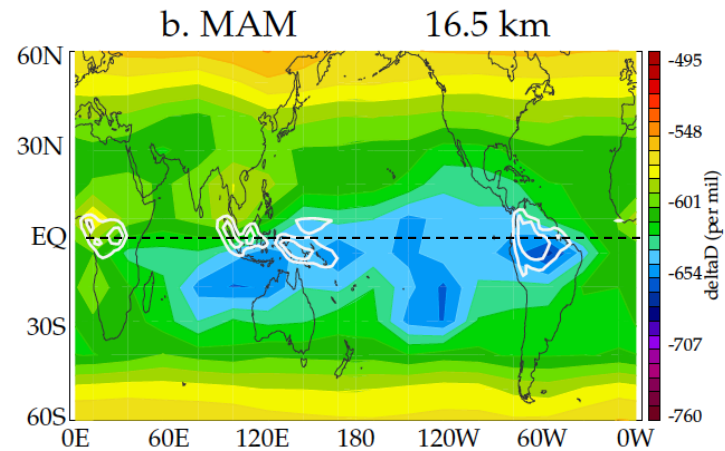 b. MAM 16.5 km
60N
30N
EQ
30S
60S
0E 60E 120E 180 120W 60W 0W
-495
-548
-601
-654
-707
-760
deltaD (per mil)